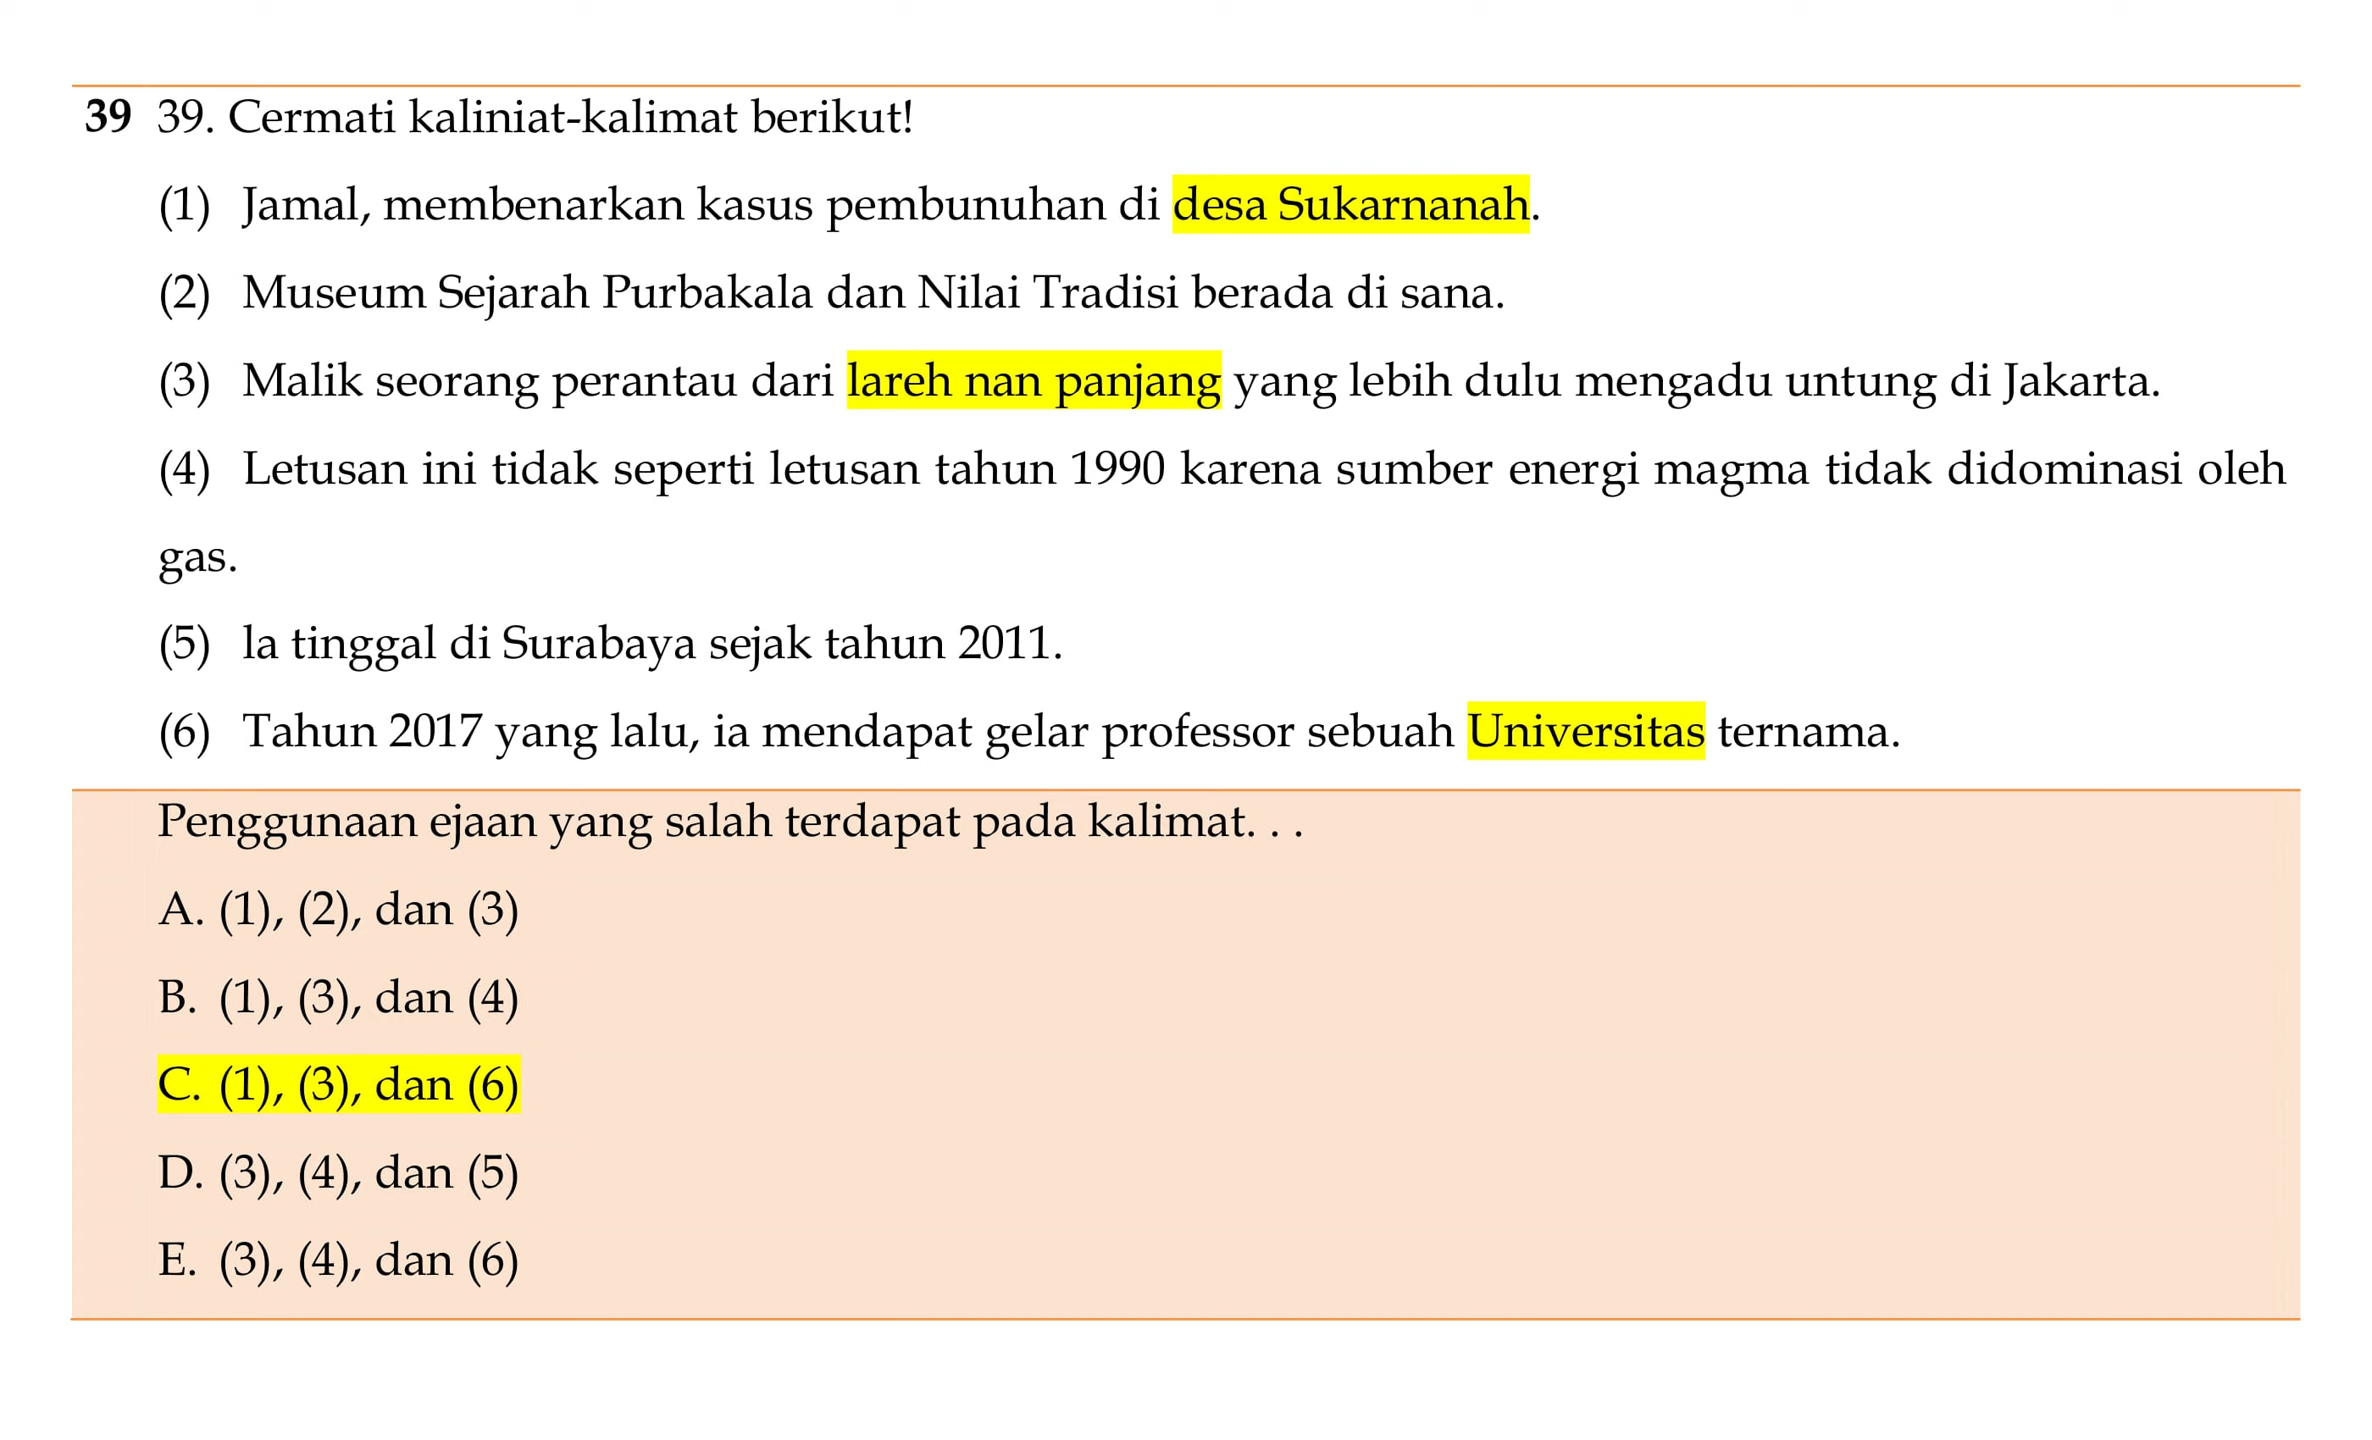 39 39. Cermati kaliniat-kalimat berikut!
(1) Jamal, membenarkan kasus pembunuhan di desa Sukarnanah.
(2) Museum Sejarah Purbakala dan Nilai Tradisi berada di sana.
(3) Malik seorang perantau dari lareh nan panjang yang lebih dulu mengadu untung di Jakarta.
(4) Letusan ini tidak seperti letusan tahun 1990 karena sumber energi magma tidak didominasi oleh
gas.
(5) la tinggal di Surabaya sejak tahun 2011.
(6) Tahun 2017 yang lalu, ia mendapat gelar professor sebuah Universitas ternama.
Penggunaan ejaan yang salah terdapat pada kalimat. . .
A. (1), (2), dan (3)
B. (1), (3), dan (4)
C. (1), (3), dan (6)
D. (3), (4), dan (5)
E. (3), (4), dan (6)